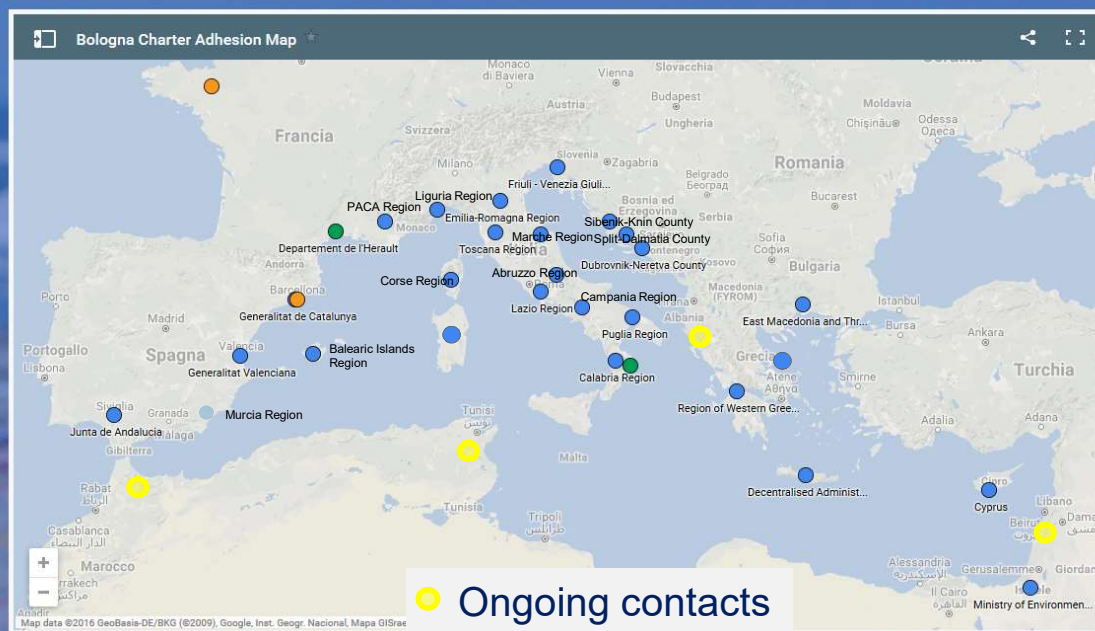 Bologna Charter Adhesion Map
Monaco
di Baviera
Vienna
Slovacchia
Budapest
Austria
Ungheria
Moldavia
Chișinău
Odessa
Одеса
Francia
Svizzera
Milano
Slovenia
Zagabria
Romania
Friuli - Venezia Giuli...
Belgrado
Београд
Bucarest
Liguria Region
PACA Region
Monaco
Emilia-Romagna Region
Bosnia ed
Erzegovina
Serbia
Sibenik-Knin County
Departement de l'Herault
Toscana Region
Marche Region
Split-Dalmatia County
Sofia
София
Andorra
Dubrovnik-Neretva County
Kosovo
Bulgaria
Corse Region
Abruzzo Region
Porto
Barcellona
Generalitat de Catalunya
Lazio Region
Campania Region
Macedonia
(FYROM)
Albania
Istanbul
East Macedonia and Thr...
Bursa
Madrid
Puglia Region
Ankara
Portogallo
Lisbona
Spagna
Valencia
Generalitat Valenciana
Balearic Islands
Region
Calabria Region
Grecia
Atene
Αθήνα
Smirne
Turchia
Region of Western Gree...
Siviglia
Junta de Andalucia
Granada
Malaga
Murcia Region
Tunisi
تونس
Adalia
Adana
Gibilterra
Malta
Rabat
الرباط
Decentralised Administ...
Cipro
Cyprus
Libano
Casablanca
الدار البيضاء
Tunisia
Tripoli
طرابلس
Beirut
بيروت
Marocco
Alessandria
الإسكندرية
Gerusalemme
Giordan
Il Cairo
القاهرة
Ministry of Environmen...
Ongoing contacts
Map data ©2016 GeoBasis-DE/BKG (©2009), Google, Inst. Geogr. Nacional, Mapa GISrae